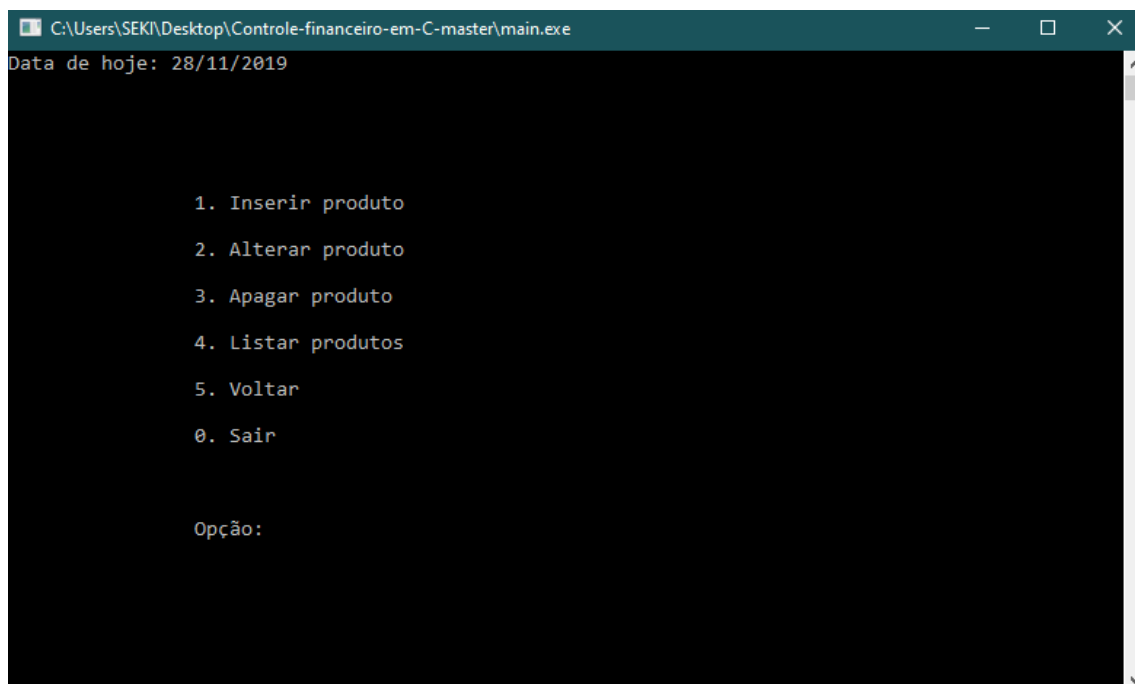 C:\Users\SEKI\Desktop\Controle-financeiro-em-C-master\main.exe
Data de hoje: 28/11/2019
1. Inserir produto
2. Alterar produto
3. Apagar produto
4. Listar produtos
5. Voltar
0. Sair
Opção: